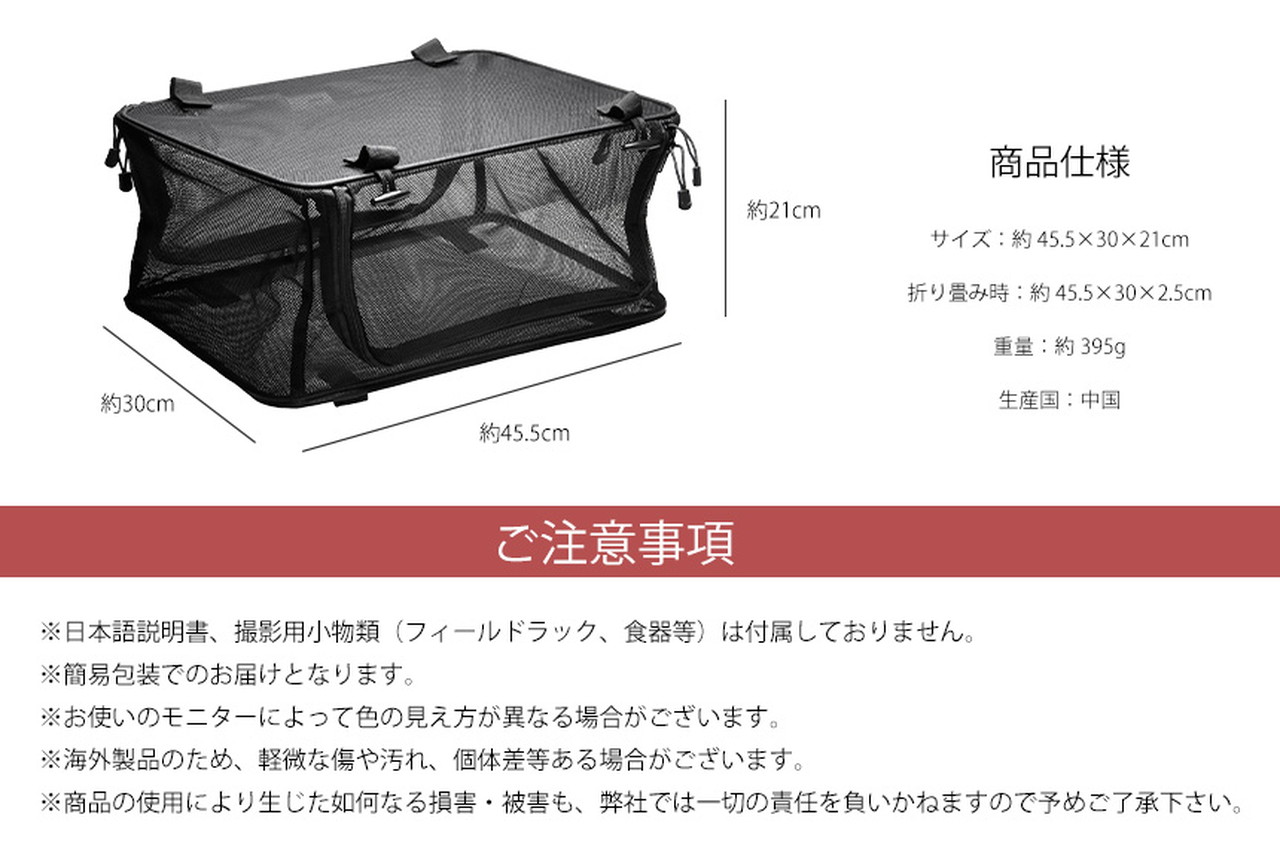 約21cm
約30cm
約45.5cm
商品仕様
サイズ：約 45.5×30×21cm
折り畳み時：約 45.5×30×2.5cm
重量：約 395g
生産国：中国
ご注意事項
※日本語説明書、撮影用小物類（フィールドラック、食器等）は付属しておりません。
※簡易包装でのお届けとなります。
※お使いのモニターによって色の見え方が異なる場合がございます。
※海外製品のため、軽微な傷や汚れ、個体差等ある場合がございます。
※商品の使用により生じた如何なる損害・被害も、弊社では一切の責任を負いかねますので予めご了承下さい。